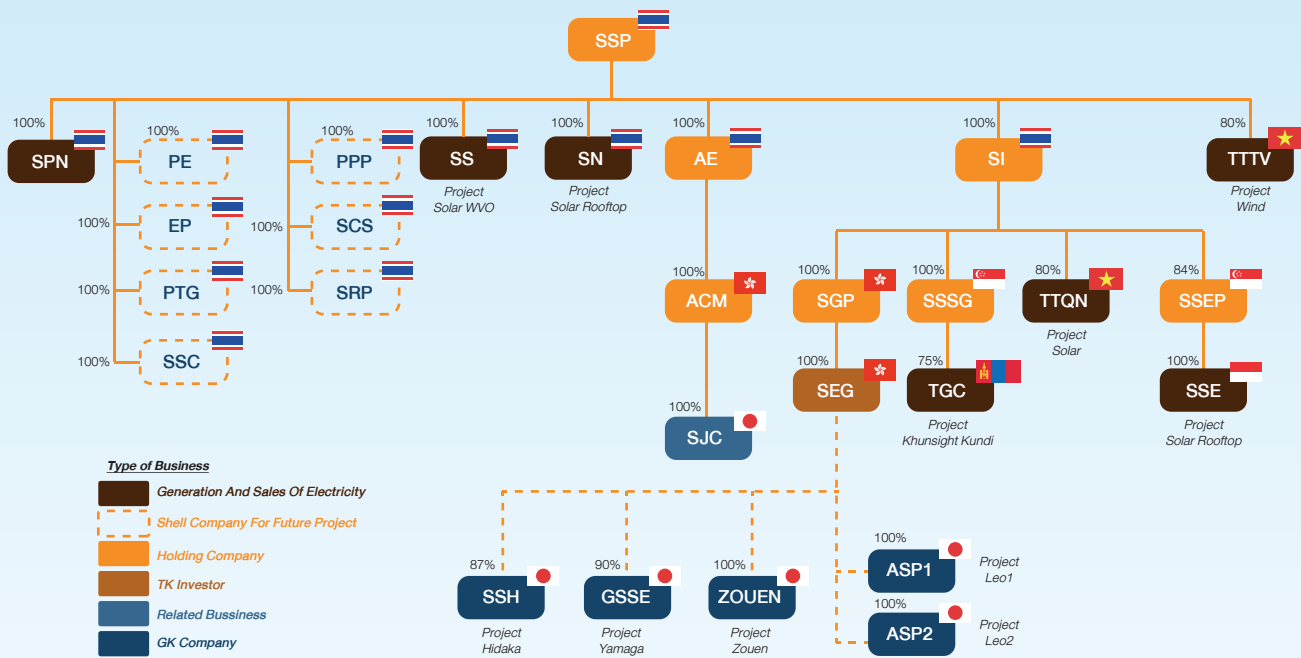 SSP
100%
SPN
100%
PE
100%
EP
100%
PTG
100%
SSC
100%
PPP
100%
SCS
100%
SRP
100%
SS
Project
Solar WVO
100%
SN
Project
Solar Rooftop
100%
AE
100%
ACM
100%
SJC
100%
SI
80%
TTTV
Project
Wind
100%
SGP
100%
SEG
100%
SSSG
75%
TGC
Project
Khunsight Kundi
80%
TTQN
Project
Solar
84%
SSEP
100%
SSE
Project
Solar Rooftop
87%
SSH
Project
Hidaka
90%
GSSE
Project
Yamaga
100%
ZOUEN
Project
Zouen
100%
ASP1
Project
Leo1
100%
ASP2
Project
Leo2
Type of Business
Generation And Sales Of Electricity
Shell Company For Future Project
Holding Company
TK Investor
Related Bussiness
GK Company